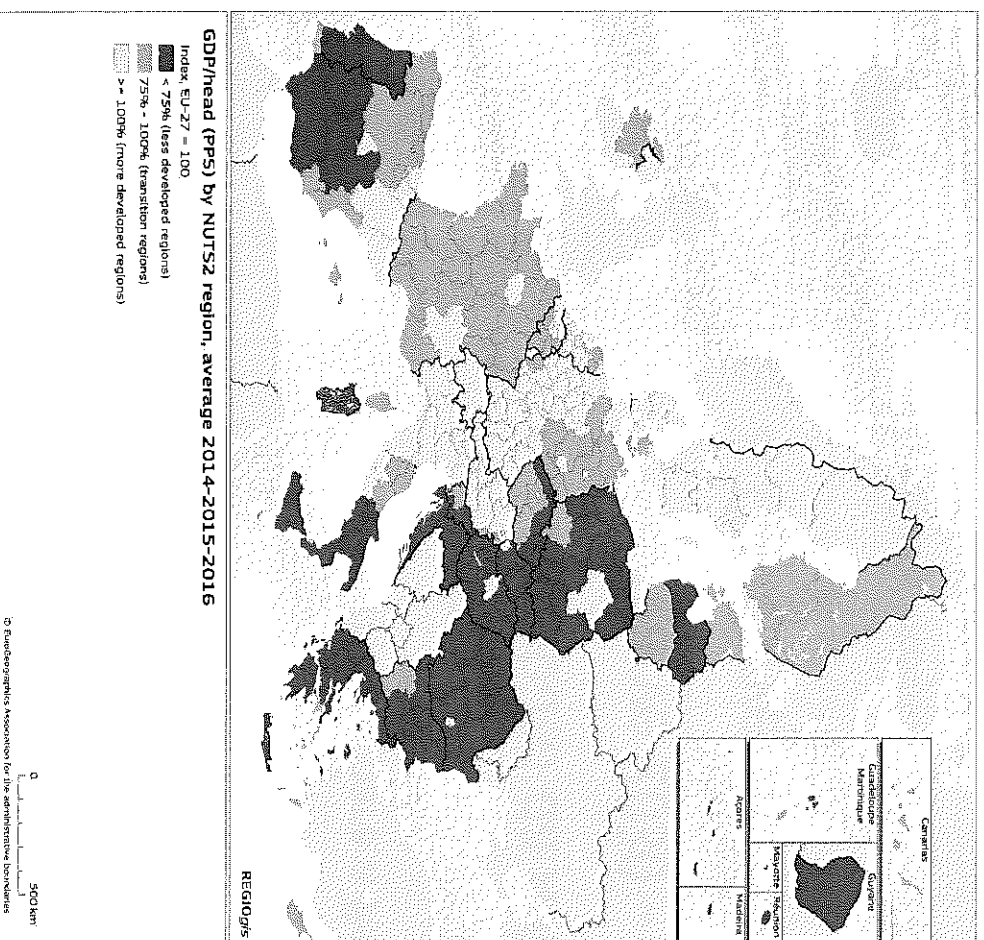 Canarias
Guadeloupe
Martinique
Guyane
Mayotte
Réunion
Açores
Madeira
REGIOgis
GDP/head (PPS) by NUTS2 region, average 2014-2015-2016
Index, EU-27 = 100
< 75% (less developed regions)
75% - 100% (transition regions)
>= 100% (more developed regions)
0 500 km
© EuroGeographics Association for the administrative boundaries